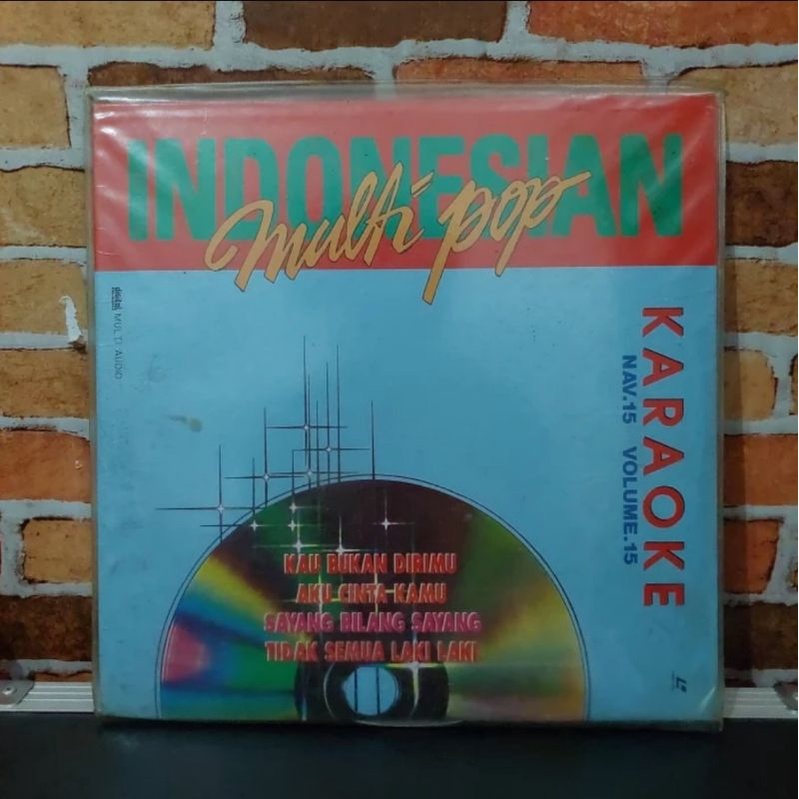 INDONESIAN
multi pop
digital
MULTI AUDIO
KARAOKE
NAV.15 VOLUME.15
KAU BUKAN DIRIMU
AKU CINTA KAMU
SAYANG BILANG SAYANG
TIDAK SEMUA LAKI LAKI